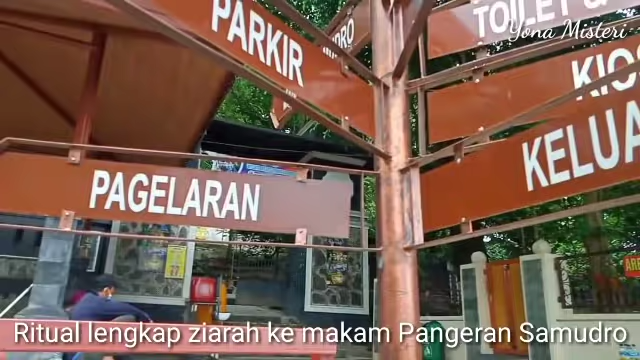 PARKIR
TOILET &
Yona Misteri
KIOS
KELUA
PAGELARAN
Ritual lengkap ziarah ke makam Pangeran Samudro